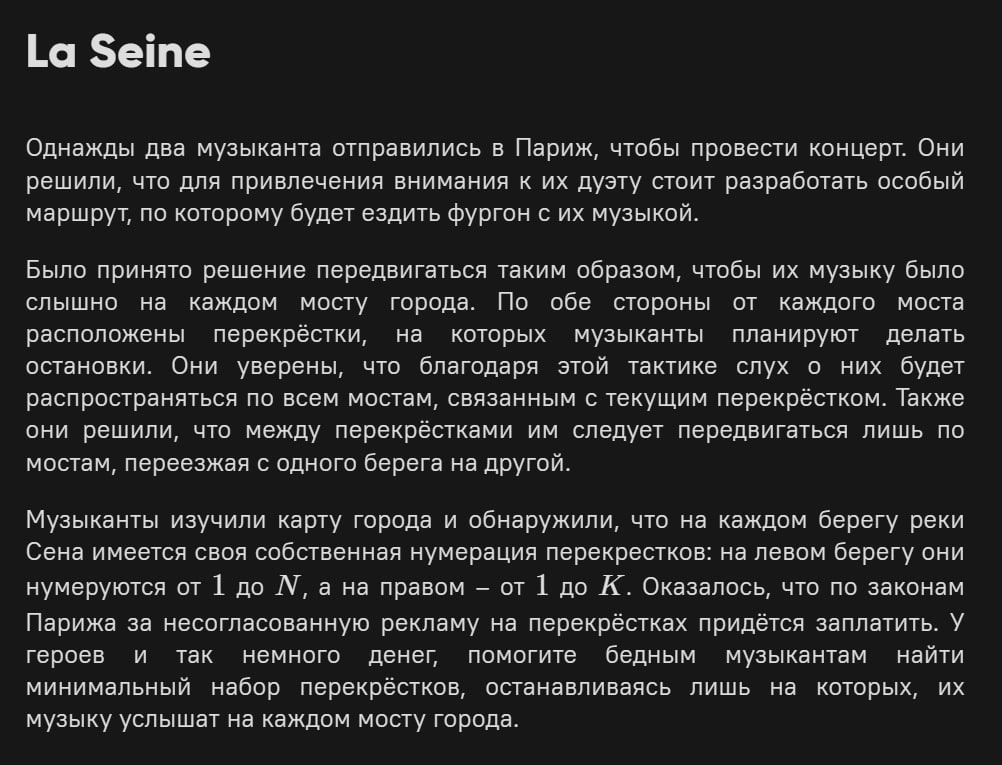 La Seine
Однажды два музыканта отправились в Париж, чтобы провести концерт. Они
решили, что для привлечения внимания к их дуэту стоит разработать особый
маршрут, по которому будет ездить фургон с их музыкой.
Было принято решение передвигаться таким образом, чтобы их музыку было
слышно на каждом мосту города. По обе стороны от каждого моста
расположены перекрёстки, на которых музыканты планируют делать
остановки. Они уверены, что благодаря этой тактике слух о них будет
распространяться по всем мостам, связанным с текущим перекрёстком. Также
они решили, что между перекрёстками им следует передвигаться лишь по
мостам, переезжая с одного берега на другой.
Музыканты изучили карту города и обнаружили, что на каждом берегу реки
Сена имеется своя собственная нумерация перекрестков: на левом берегу они
нумеруются от 1 до N, а на правом – от 1 до K. Оказалось, что по законам
Парижа за несогласованную рекламу на перекрёстках придётся заплатить. У
героев и так немного денег, помогите бедным музыкантам найти
минимальный набор перекрёстков, останавливаясь лишь на которых, их
музыку услышат на каждом мосту города.